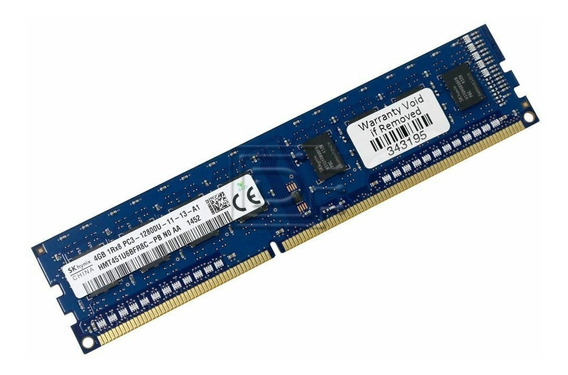 Warranty Void
if Removed
343195
SK hynix
CHINA
4GB 1Rx8 PC3-12800U-11-13-A1
HMT451U6BFR8C-PB N0 AA 1452